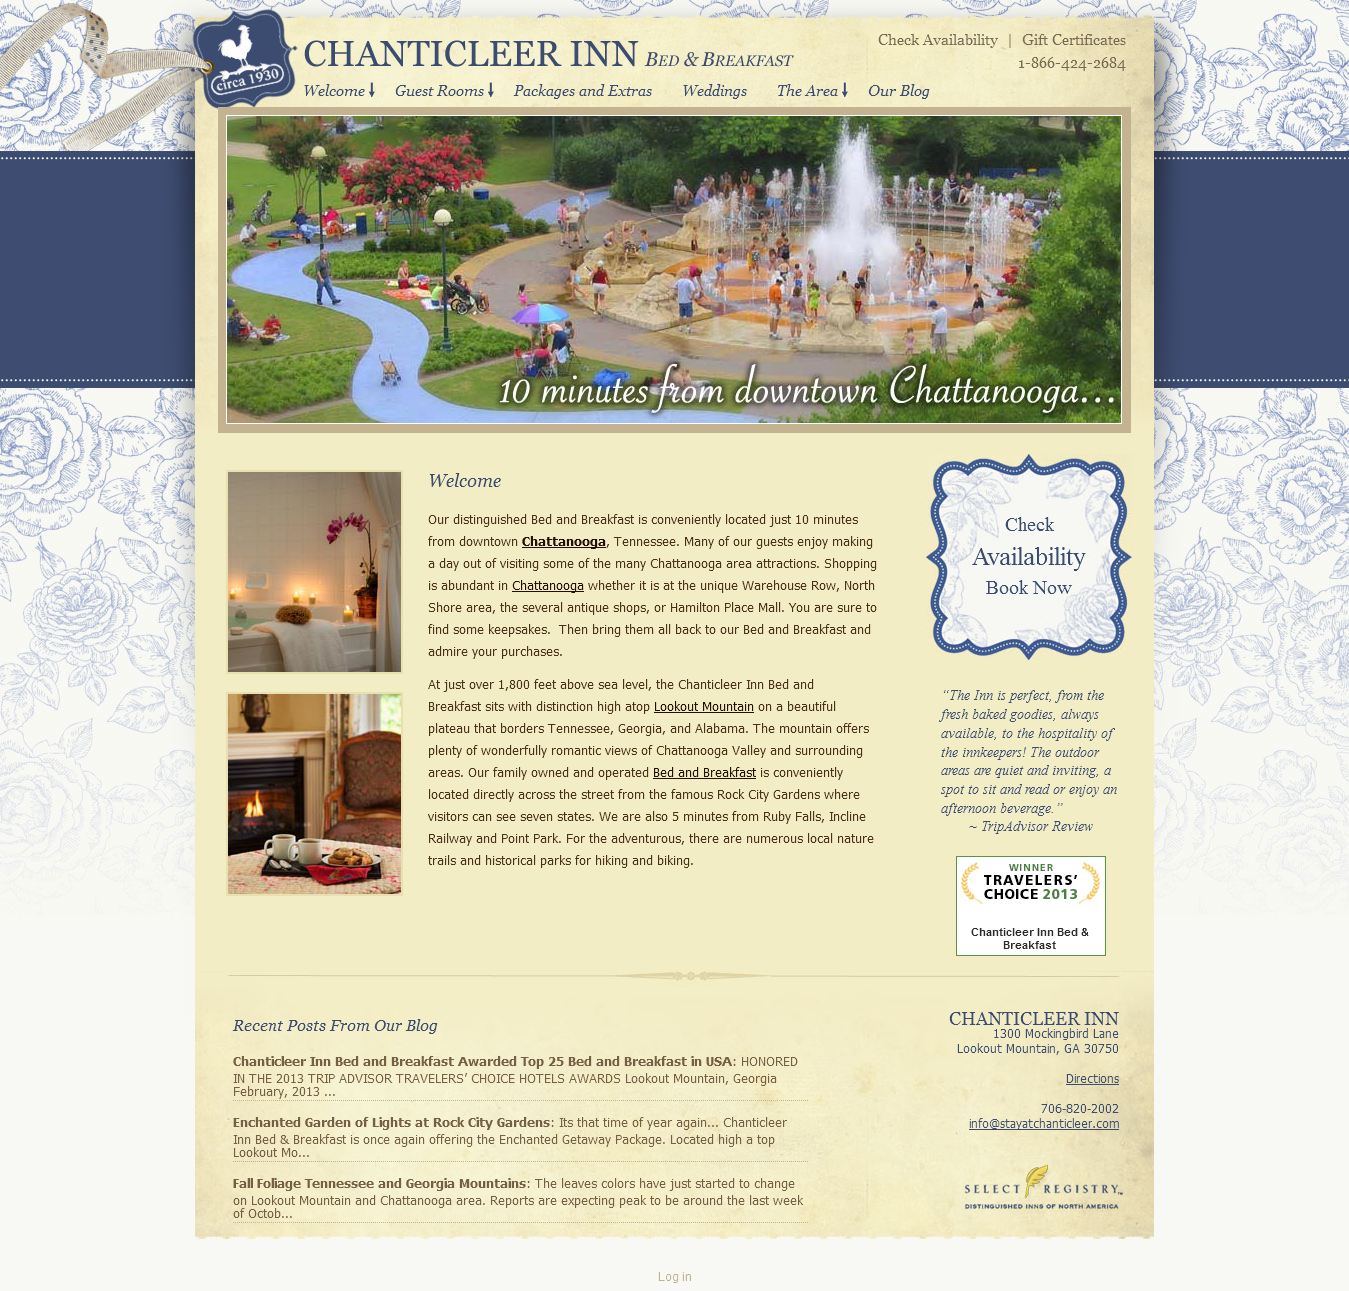 circa 1930
CHANTICLEER INN BED & BREAKFAST
Check Availability | Gift Certificates
1-866-424-2684
Welcome Guest Rooms Packages and Extras Weddings The Area Our Blog
10 minutes from downtown Chattanooga...
Welcome
Our distinguished Bed and Breakfast is conveniently located just 10 minutes
from downtown Chattanooga, Tennessee. Many of our guests enjoy making
a day out of visiting some of the many Chattanooga area attractions. Shopping
is abundant in Chattanooga whether it is at the unique Warehouse Row, North
Shore area, the several antique shops, or Hamilton Place Mall. You are sure to
find some keepsakes.  Then bring them all back to our Bed and Breakfast and
admire your purchases.
At just over 1,800 feet above sea level, the Chanticleer Inn Bed and
Breakfast sits with distinction high atop Lookout Mountain on a beautiful
plateau that borders Tennessee, Georgia, and Alabama. The mountain offers
plenty of wonderfully romantic views of Chattanooga Valley and surrounding
areas. Our family owned and operated Bed and Breakfast is conveniently
located directly across the street from the famous Rock City Gardens where
visitors can see seven states. We are also 5 minutes from Ruby Falls, Incline
Railway and Point Park. For the adventurous, there are numerous local nature
trails and historical parks for hiking and biking.
Check
Availability
Book Now
“The Inn is perfect, from the
fresh baked goodies, always
available, to the hospitality of
the innkeepers! The outdoor
areas are quiet and inviting, a
spot to sit and read or enjoy an
afternoon beverage.”
~ TripAdvisor Review
WINNER
TRAVELERS’
CHOICE 2013
Chanticleer Inn Bed &
Breakfast
Recent Posts From Our Blog
Chanticleer Inn Bed and Breakfast Awarded Top 25 Bed and Breakfast in USA: HONORED
IN THE 2013 TRIP ADVISOR TRAVELERS’ CHOICE HOTELS AWARDS Lookout Mountain, Georgia
February, 2013 ...
Enchanted Garden of Lights at Rock City Gardens: Its that time of year again... Chanticleer
Inn Bed & Breakfast is once again offering the Enchanted Getaway Package. Located high a top
Lookout Mo...
Fall Foliage Tennessee and Georgia Mountains: The leaves colors have just started to change
on Lookout Mountain and Chattanooga area. Reports are expecting peak to be around the last week
of Octob...
CHANTICLEER INN
1300 Mockingbird Lane
Lookout Mountain, GA 30750
Directions
706-820-2002
info@stayatchanticleer.com
SELECT REGISTRY™
DISTINGUISHED INNS OF NORTH AMERICA
Log in